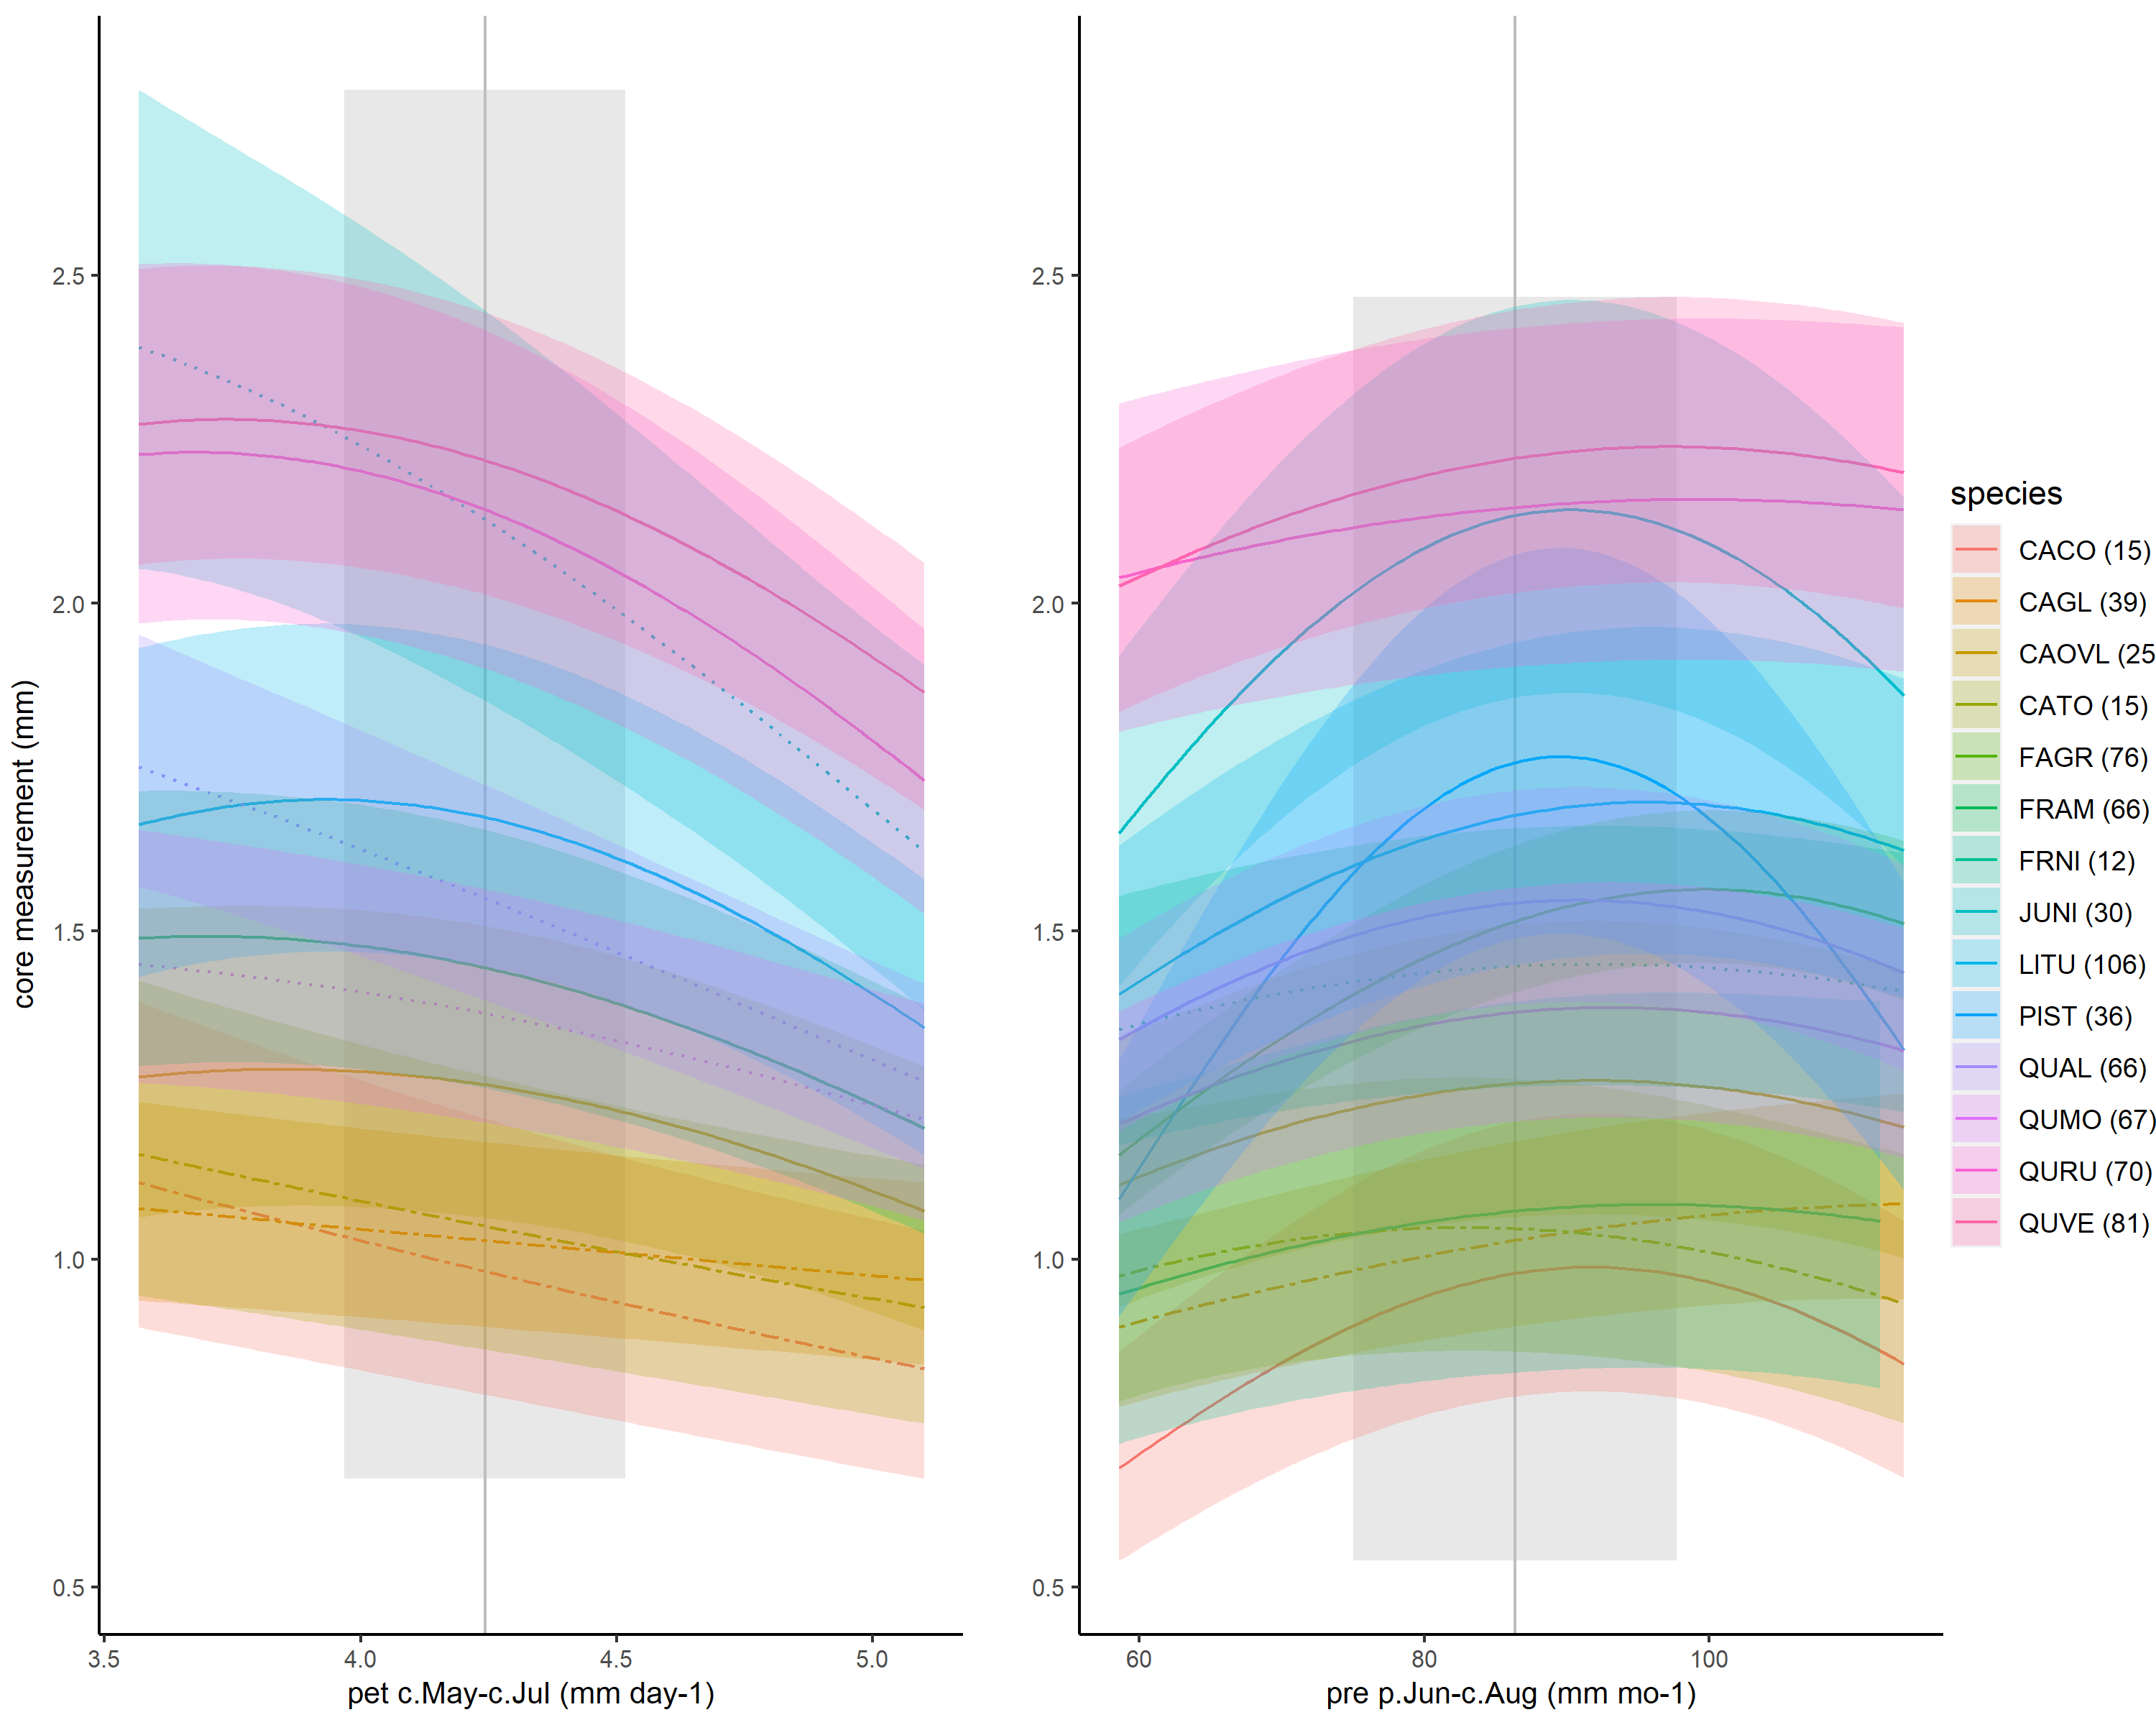 core measurement (mm)
2.5
2.0
1.5
1.0
0.5
3.5 4.0 4.5 5.0
pet c.May-c.Jul (mm day-1)
2.5
2.0
1.5
1.0
0.5
60 80 100
pre p.Jun-c.Aug (mm mo-1)
species
CACO (15)
CAGL (39)
CAOVL (25
CATO (15)
FAGR (76)
FRAM (66)
FRNI (12)
JUNI (30)
LITU (106)
PIST (36)
QUAL (66)
QUMO (67)
QURU (70)
QUVE (81)